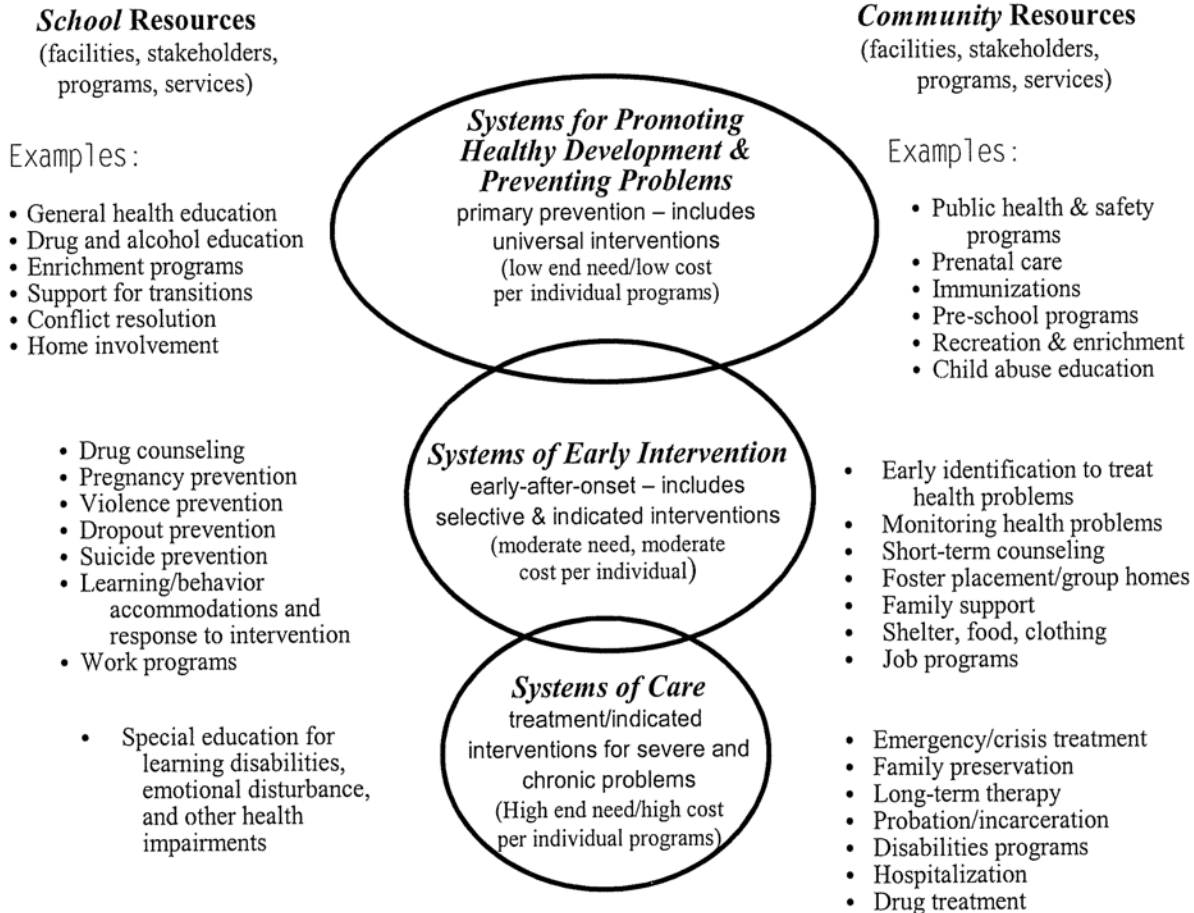 School Resources
(facilities, stakeholders,
programs, services)
Examples:
• General health education
• Drug and alcohol education
• Enrichment programs
• Support for transitions
• Conflict resolution
• Home involvement
• Drug counseling
• Pregnancy prevention
• Violence prevention
• Dropout prevention
• Suicide prevention
• Learning/behavior
accommodations and
response to intervention
• Work programs
• Special education for
learning disabilities,
emotional disturbance,
and other health
impairments
Systems for Promoting
Healthy Development &
Preventing Problems
primary prevention – includes
universal interventions
(low end need/low cost
per individual programs)
Systems of Early Intervention
early-after-onset – includes
selective & indicated interventions
(moderate need, moderate
cost per individual)
Systems of Care
treatment/indicated
interventions for severe and
chronic problems
(High end need/high cost
per individual programs)
Community Resources
(facilities, stakeholders,
programs, services)
Examples:
• Public health & safety
programs
• Prenatal care
• Immunizations
• Pre-school programs
• Recreation & enrichment
• Child abuse education
• Early identification to treat
health problems
• Monitoring health problems
• Short-term counseling
• Foster placement/group homes
• Family support
• Shelter, food, clothing
• Job programs
• Emergency/crisis treatment
• Family preservation
• Long-term therapy
• Probation/incarceration
• Disabilities programs
• Hospitalization
• Drug treatment